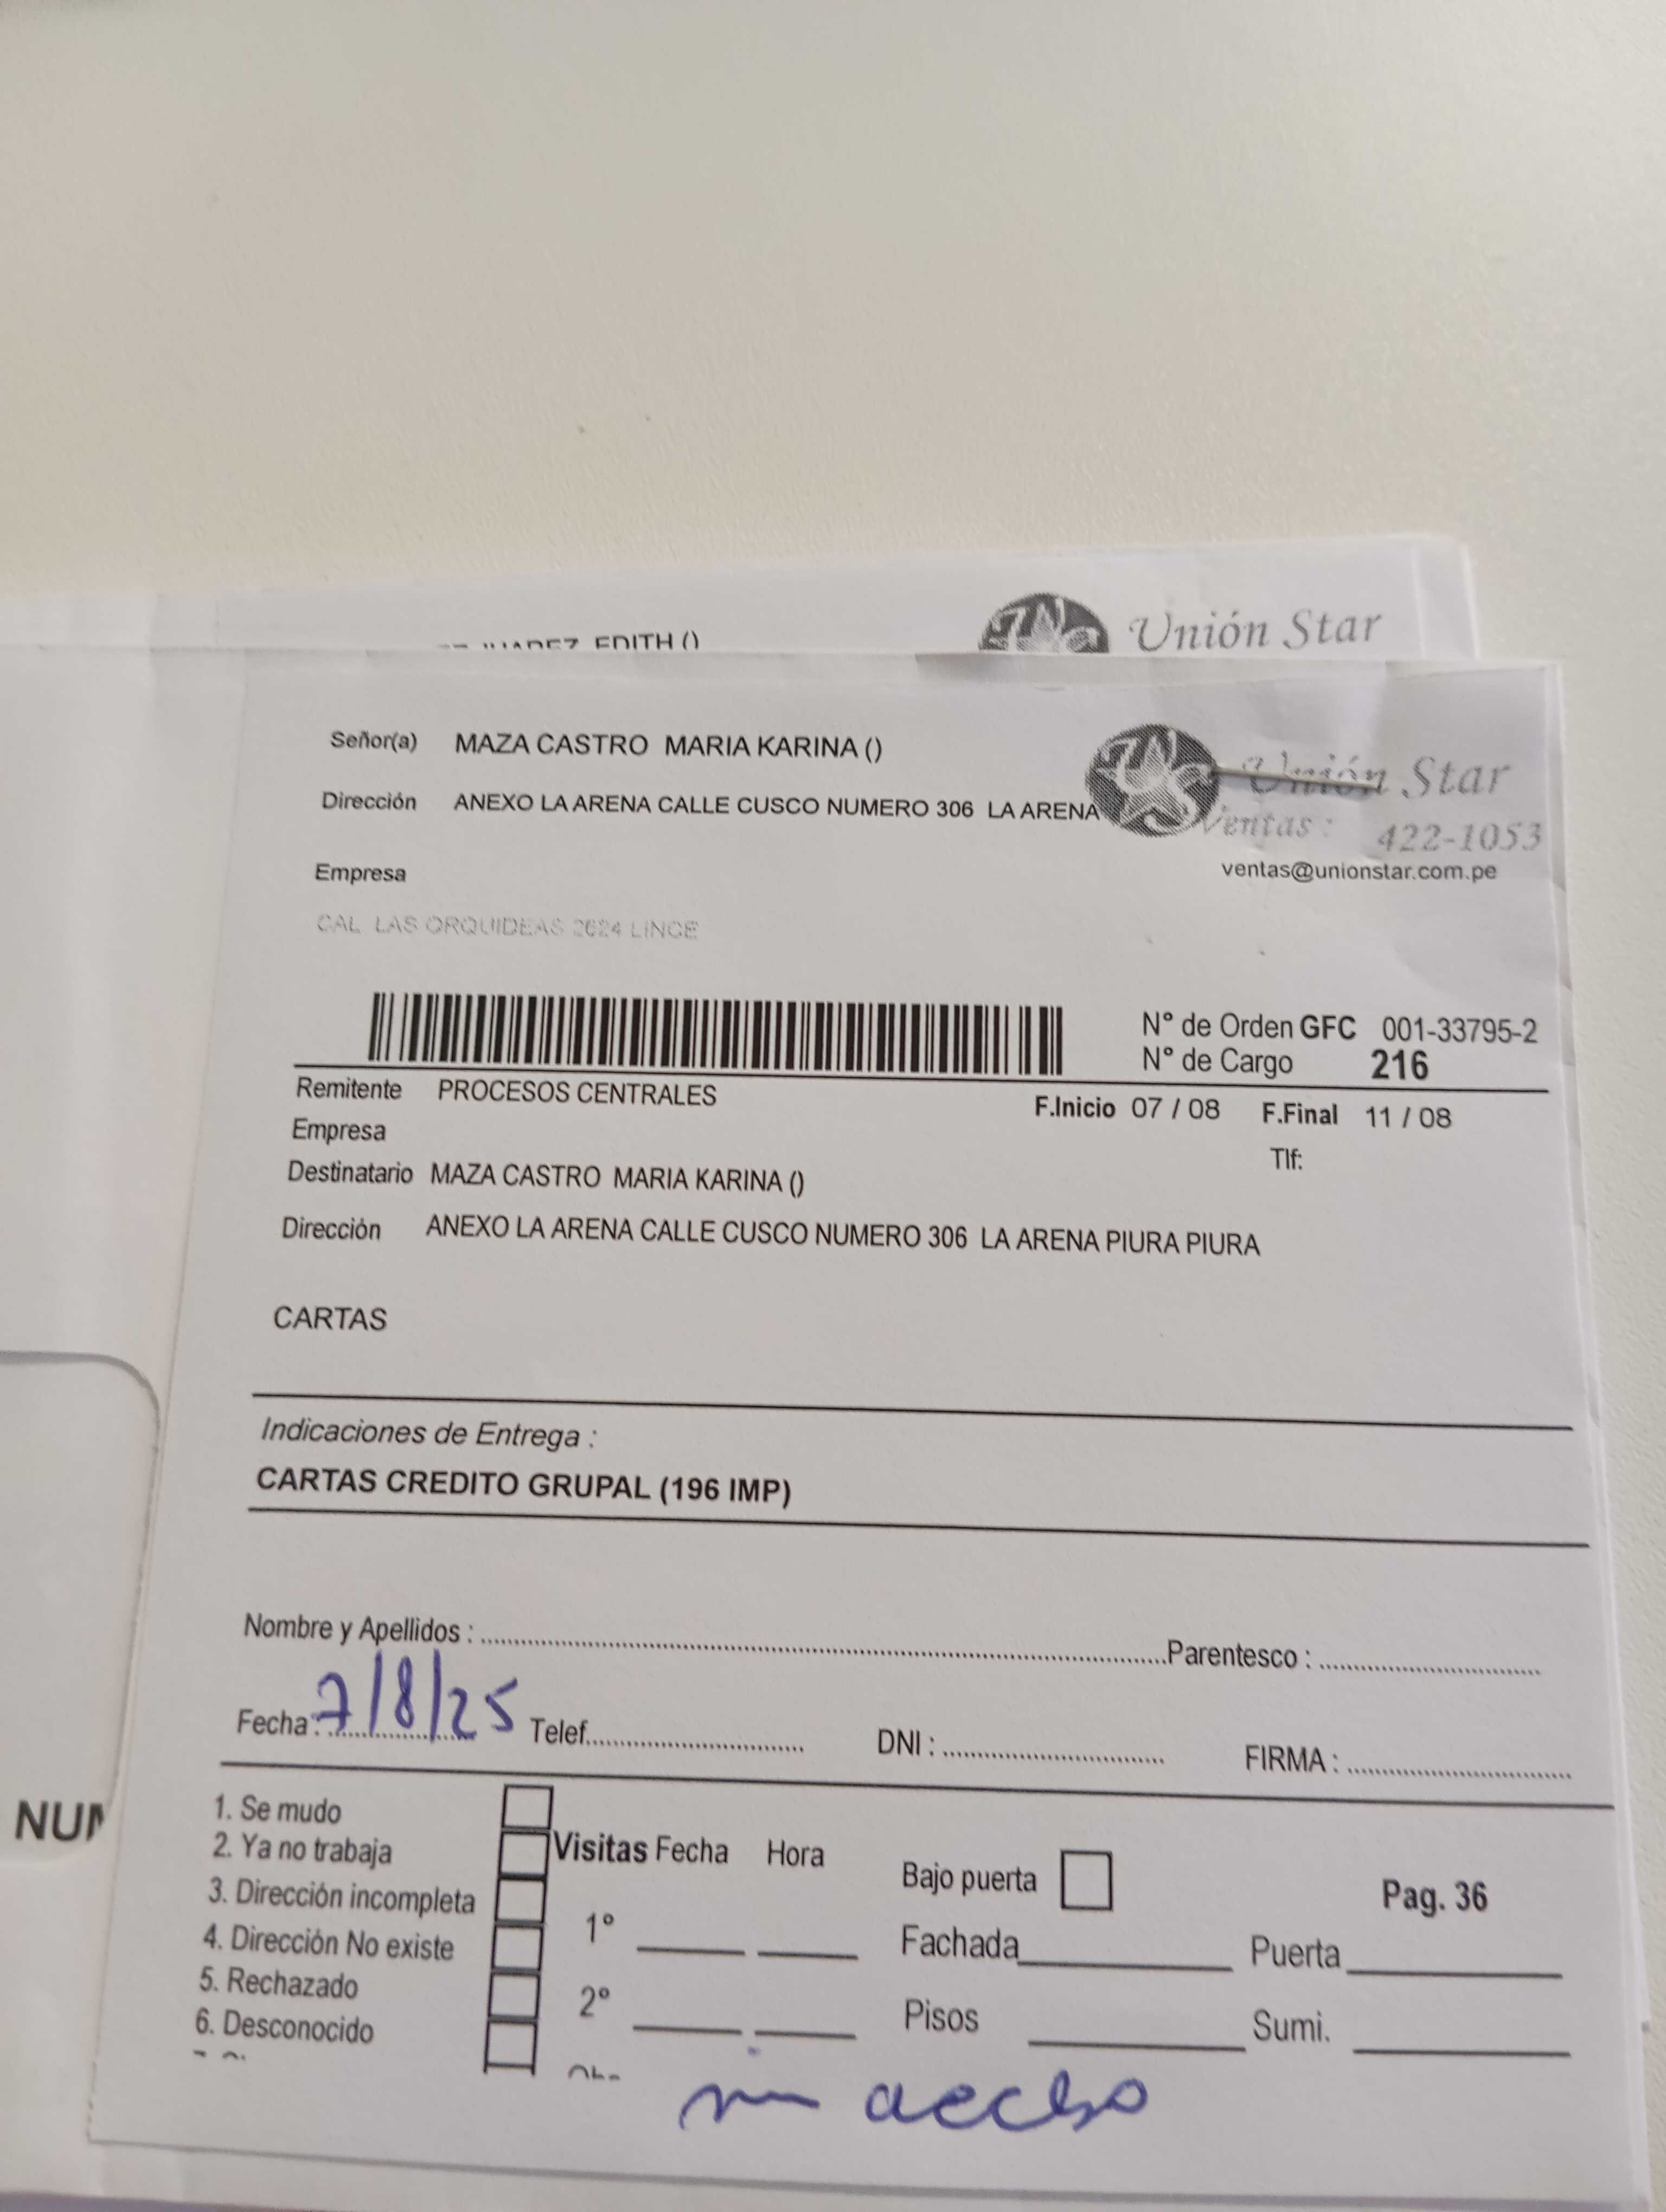 JUAREZ EDITH ()
Unión Star
Señor(a) MAZA CASTRO MARIA KARINA ()
Dirección ANEXO LA ARENA CALLE CUSCO NUMERO 306 LA ARENA
Unión Star
Ventas : 422-1053
ventas@unionstar.com.pe
Empresa
CAL LAS ORQUIDEAS 2624 LINCE
N° de Orden GFC 001-33795-2
N° de Cargo 216
Remitente PROCESOS CENTRALES
F.Inicio 07 / 08 F.Final 11 / 08
Empresa
Tlf:
Destinatario MAZA CASTRO MARIA KARINA ()
Dirección ANEXO LA ARENA CALLE CUSCO NUMERO 306 LA ARENA PIURA PIURA
CARTAS
Indicaciones de Entrega :
CARTAS CREDITO GRUPAL (196 IMP)
Nombre y Apellidos : Parentesco :
Fecha : 7/8/25 Telef. DNI : FIRMA :
NUM
1. Se mudo
2. Ya no trabaja
3. Dirección incompleta
4. Dirección No existe
5. Rechazado
6. Desconocido
Visitas Fecha Hora
1°
2°
Bajo puerta
Pag. 36
Fachada Puerta
Pisos Sumi.
sin acceso